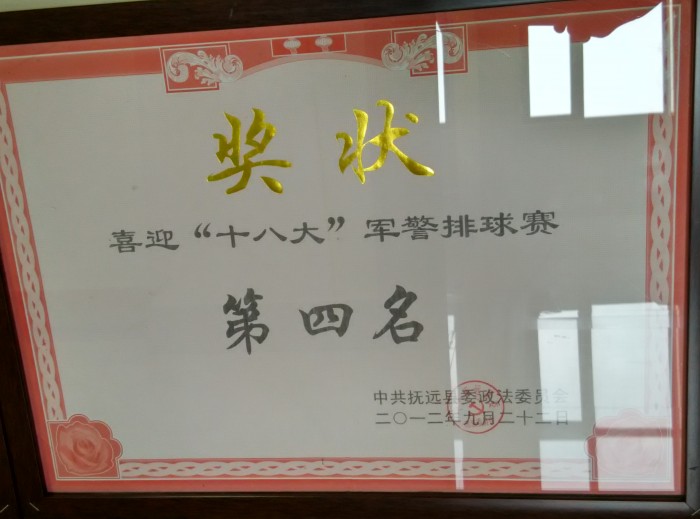 奖状
喜迎“十八大”军警排球赛
第四名
中共抚远县委政法委员会
二〇一二年九月二十二日